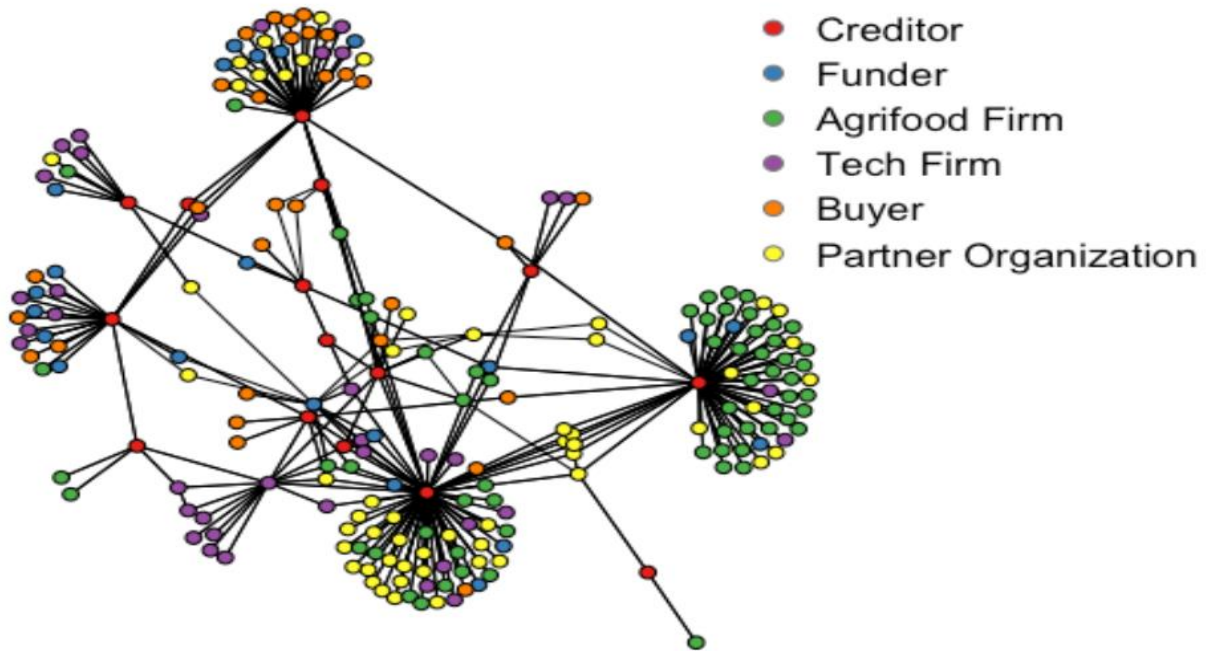 Creditor
Funder
Agrifood Firm
Tech Firm
Buyer
Partner Organization